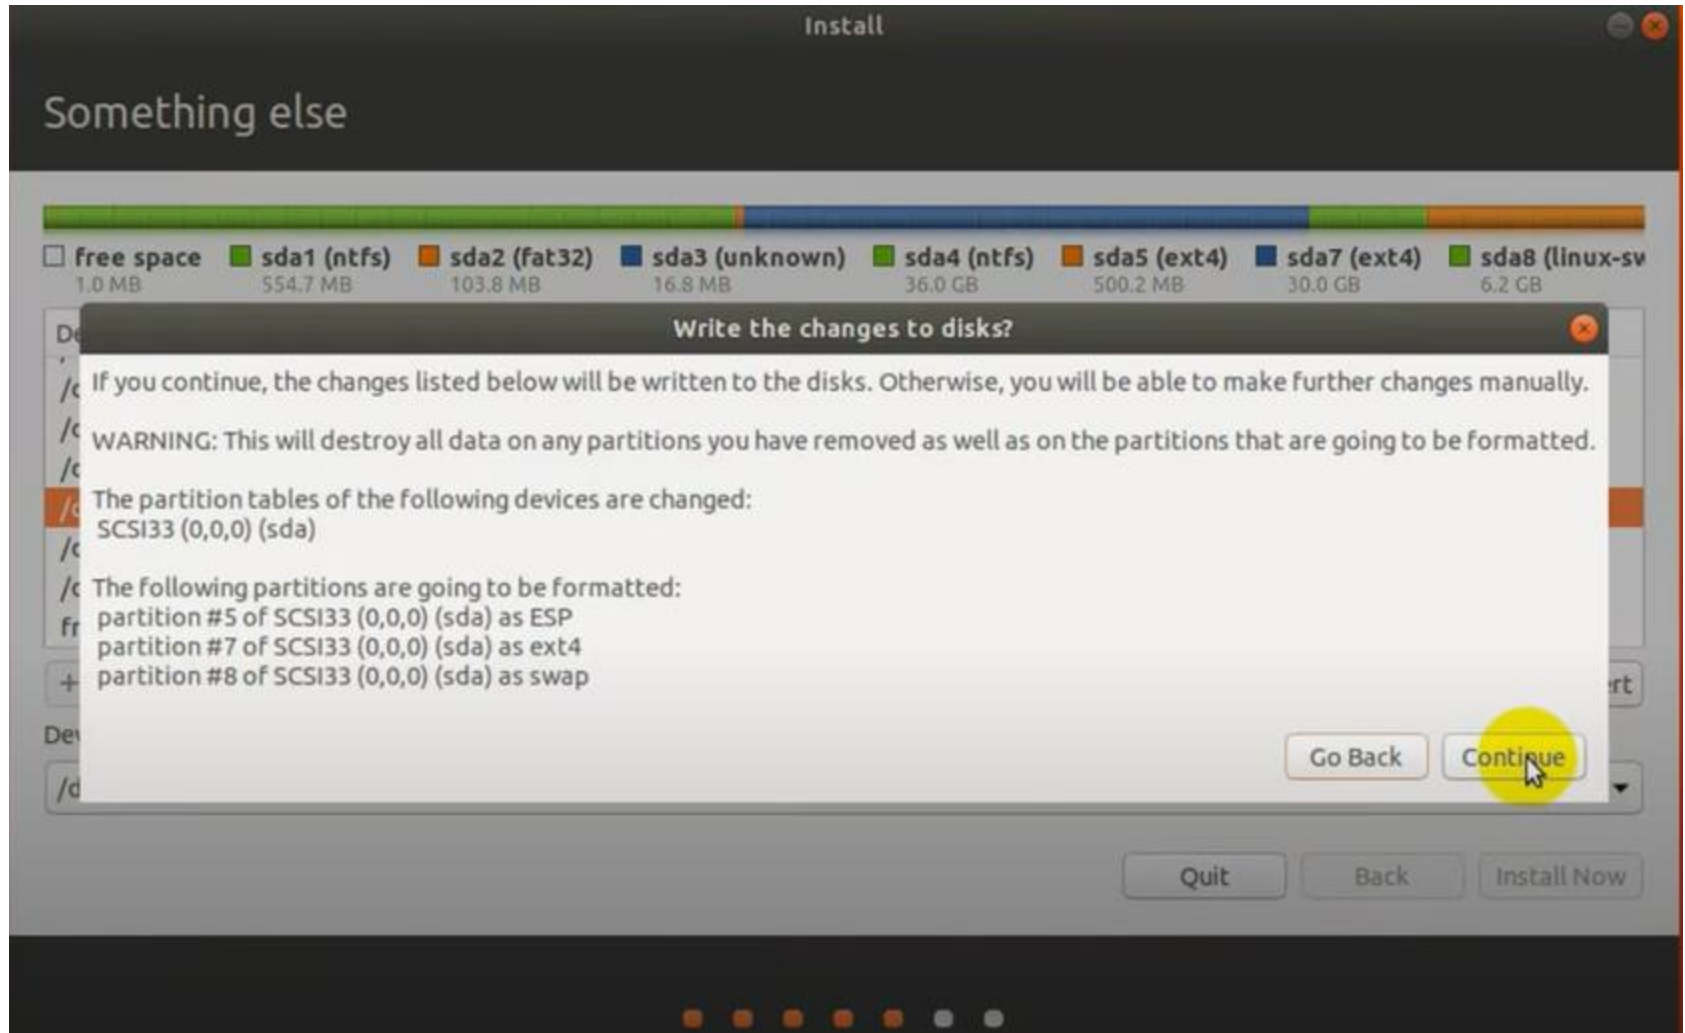 Install
Something else
free space sda1 (ntfs) sda2 (fat32) sda3 (unknown) sda4 (ntfs) sda5 (ext4) sda7 (ext4) sda8 (linux-sw
1.0 MB 554.7 MB 103.8 MB 16.8 MB 36.0 GB 500.2 MB 30.0 GB 6.2 GB
Write the changes to disks?
If you continue, the changes listed below will be written to the disks. Otherwise, you will be able to make further changes manually.
WARNING: This will destroy all data on any partitions you have removed as well as on the partitions that are going to be formatted.
The partition tables of the following devices are changed:
SCSI33 (0,0,0) (sda)
The following partitions are going to be formatted:
partition #5 of SCSI33 (0,0,0) (sda) as ESP
partition #7 of SCSI33 (0,0,0) (sda) as ext4
partition #8 of SCSI33 (0,0,0) (sda) as swap
Go Back Continue
Quit Back Install Now